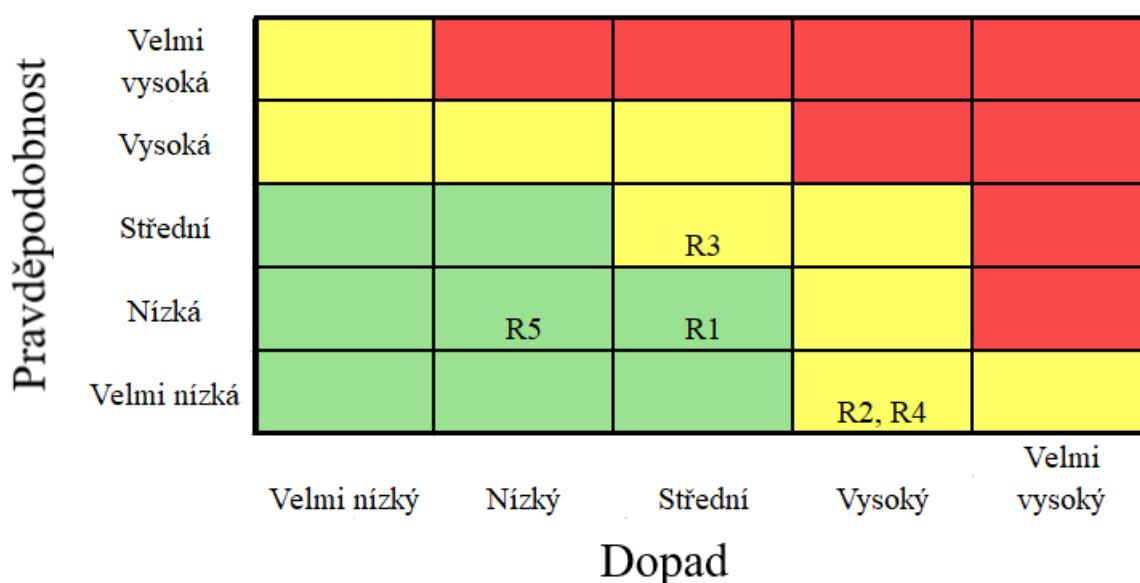 Pravděpodobnost
Velmi
vysoká
Vysoká
Střední
R3
Nízká
R5
R1
Velmi nízká
R2, R4
Velmi nízký
Nízký
Střední
Vysoký
Velmi
vysoký
Dopad